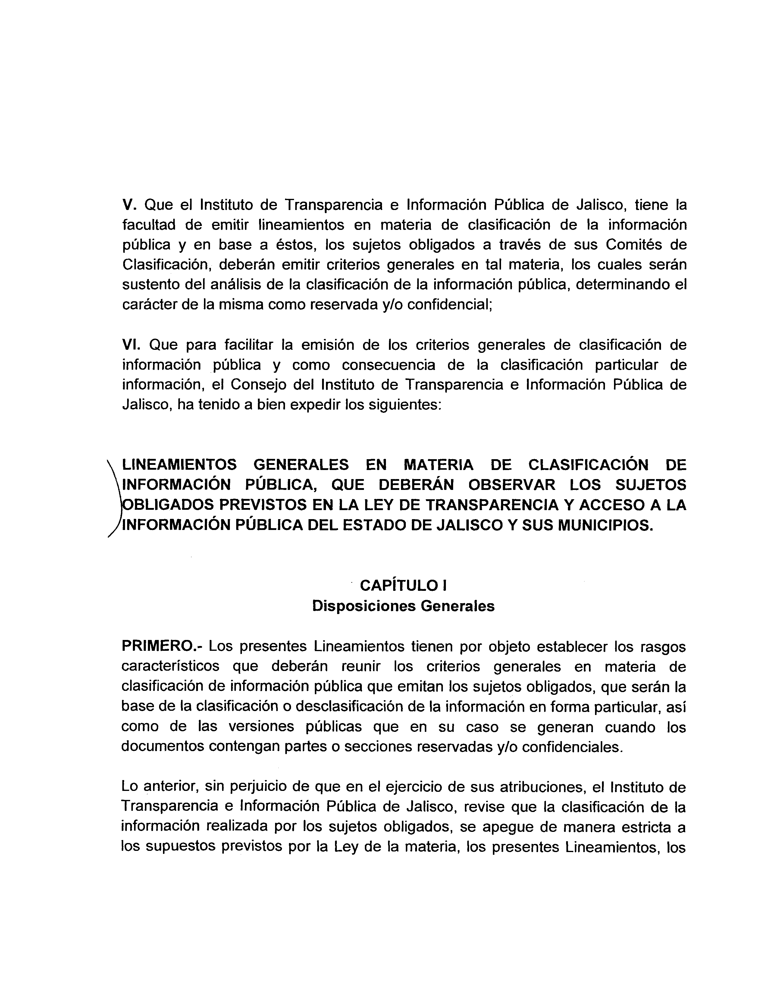 V. Que el Instituto de Transparencia e Información Pública de Jalisco, tiene la
facultad de emitir lineamientos en materia de clasificación de la información
pública y en base a éstos, los sujetos obligados a través de sus Comités de
Clasificación, deberán emitir criterios generales en tal materia, los cuales serán
sustento del análisis de la clasificación de la información pública, determinando el
carácter de la misma como reservada y/o confidencial;
VI. Que para facilitar la emisión de los criterios generales de clasificación de
información pública y como consecuencia de la clasificación particular de
información, el Consejo del Instituto de Transparencia e Información Pública de
Jalisco, ha tenido a bien expedir los siguientes:
LINEAMIENTOS GENERALES EN MATERIA DE CLASIFICACIÓN DE
INFORMACIÓN PÚBLICA, QUE DEBERÁN OBSERVAR LOS SUJETOS
OBLIGADOS PREVISTOS EN LA LEY DE TRANSPARENCIA Y ACCESO A LA
INFORMACIÓN PÚBLICA DEL ESTADO DE JALISCO Y SUS MUNICIPIOS.
CAPÍTULO I
Disposiciones Generales
PRIMERO.- Los presentes Lineamientos tienen por objeto establecer los rasgos
característicos que deberán reunir los criterios generales en materia de
clasificación de información pública que emitan los sujetos obligados, que serán la
base de la clasificación o desclasificación de la información en forma particular, así
como de las versiones públicas que en su caso se generan cuando los
documentos contengan partes o secciones reservadas y/o confidenciales.
Lo anterior, sin perjuicio de que en el ejercicio de sus atribuciones, el Instituto de
Transparencia e Información Pública de Jalisco, revise que la clasificación de la
información realizada por los sujetos obligados, se apegue de manera estricta a
los supuestos previstos por la Ley de la materia, los presentes Lineamientos, los